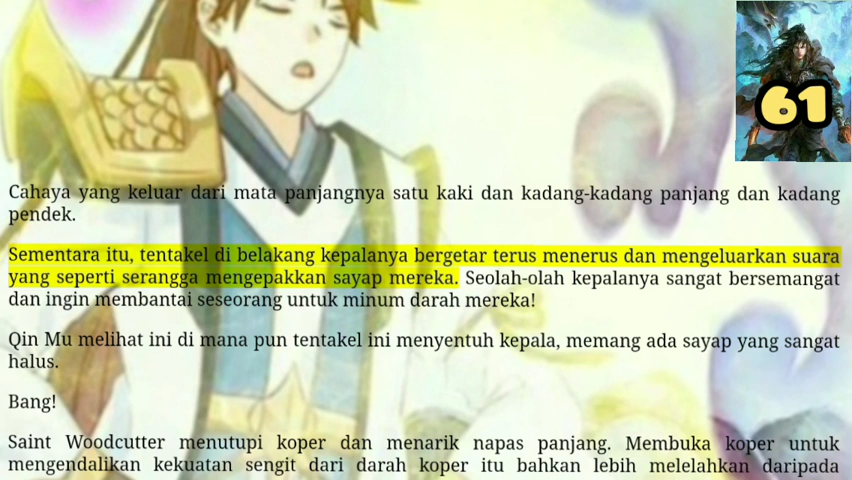 61
Cahaya yang keluar dari mata panjangnya satu kaki dan kadang-kadang panjang dan kadang
pendek.
Sementara itu, tentakel di belakang kepalanya bergetar terus menerus dan mengeluarkan suara
yang seperti serangga mengepakkan sayap mereka. Seolah-olah kepalanya sangat bersemangat
dan ingin membantai seseorang untuk minum darah mereka!
Qin Mu melihat ini di mana pun tentakel ini menyentuh kepala, memang ada sayap yang sangat
halus.
Bang!
Saint Woodcutter menutupi koper dan menarik napas panjang. Membuka koper untuk
mengendalikan kekuatan sengit dari darah koper itu bahkan lebih melelahkan daripada